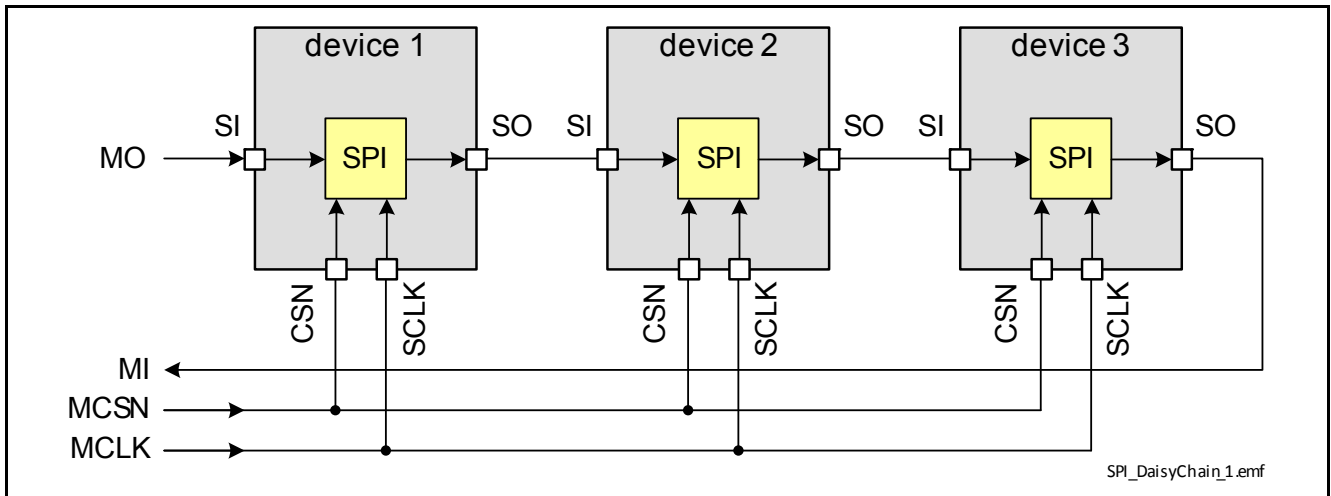 device 1 device 2 device 3
SI SO SI SO SI SO
MO SPI SPI SPI
CSN SCLK CSN SCLK CSN SCLK
MI
MCSN
MCLK
SPI_DaisyChain_1.emf